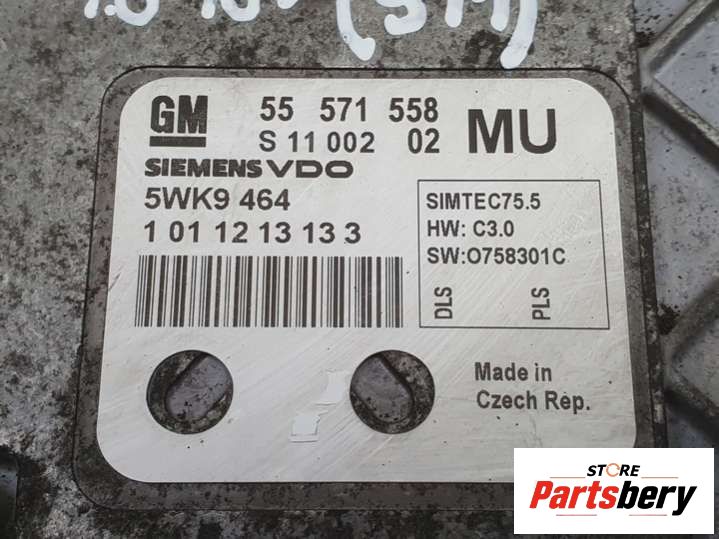 (SM)
GM 55 571 558 MU
S 11 002 02
SIEMENS VDO
5WK9 464
1 01 12 13 13 3
SIMTEC75.5
HW: C3.0
SW:O758301C
DLS PLS
Made in
Czech Rep.
STORE
Partsbery